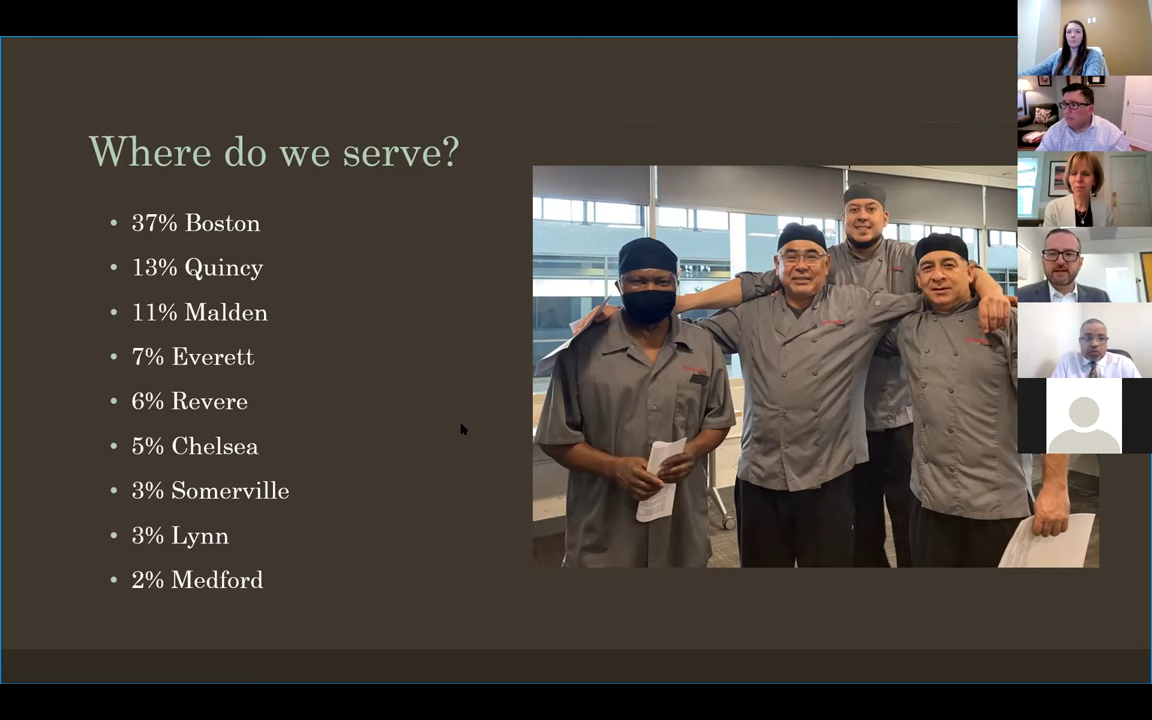 Where do we serve?
• 37% Boston
• 13% Quincy
• 11% Malden
• 7% Everett
• 6% Revere
• 5% Chelsea
• 3% Somerville
• 3% Lynn
• 2% Medford